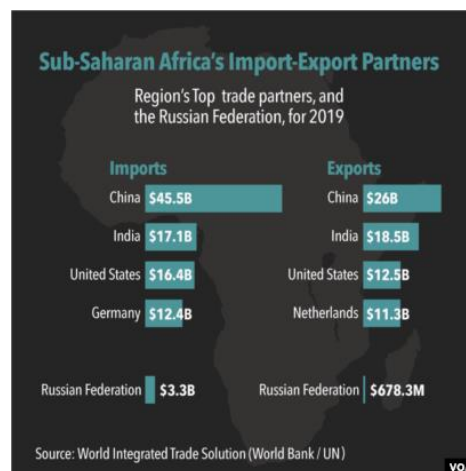 Sub-Saharan Africa's Import-Export Partners
Region's Top trade partners, and
the Russian Federation, for 2019
Imports
China $45.5B
India $17.1B
United States $16.4B
Germany $12.4B
Russian Federation $3.3B
Exports
China $26B
India $18.5B
United States $12.5B
Netherlands $11.3B
Russian Federation $678.3M
Source: World Integrated Trade Solution (World Bank / UN)